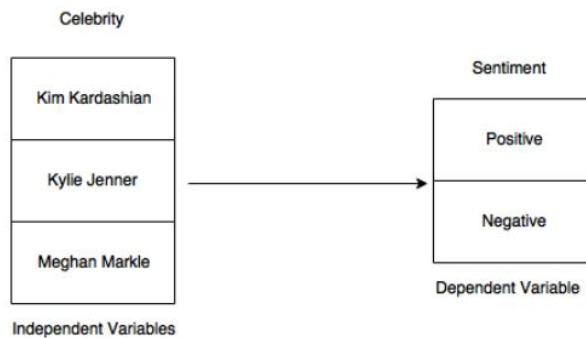 Celebrity
Kim Kardashian
Kylie Jenner
Meghan Markle
Independent Variables
Sentiment
Positive
Negative
Dependent Variable